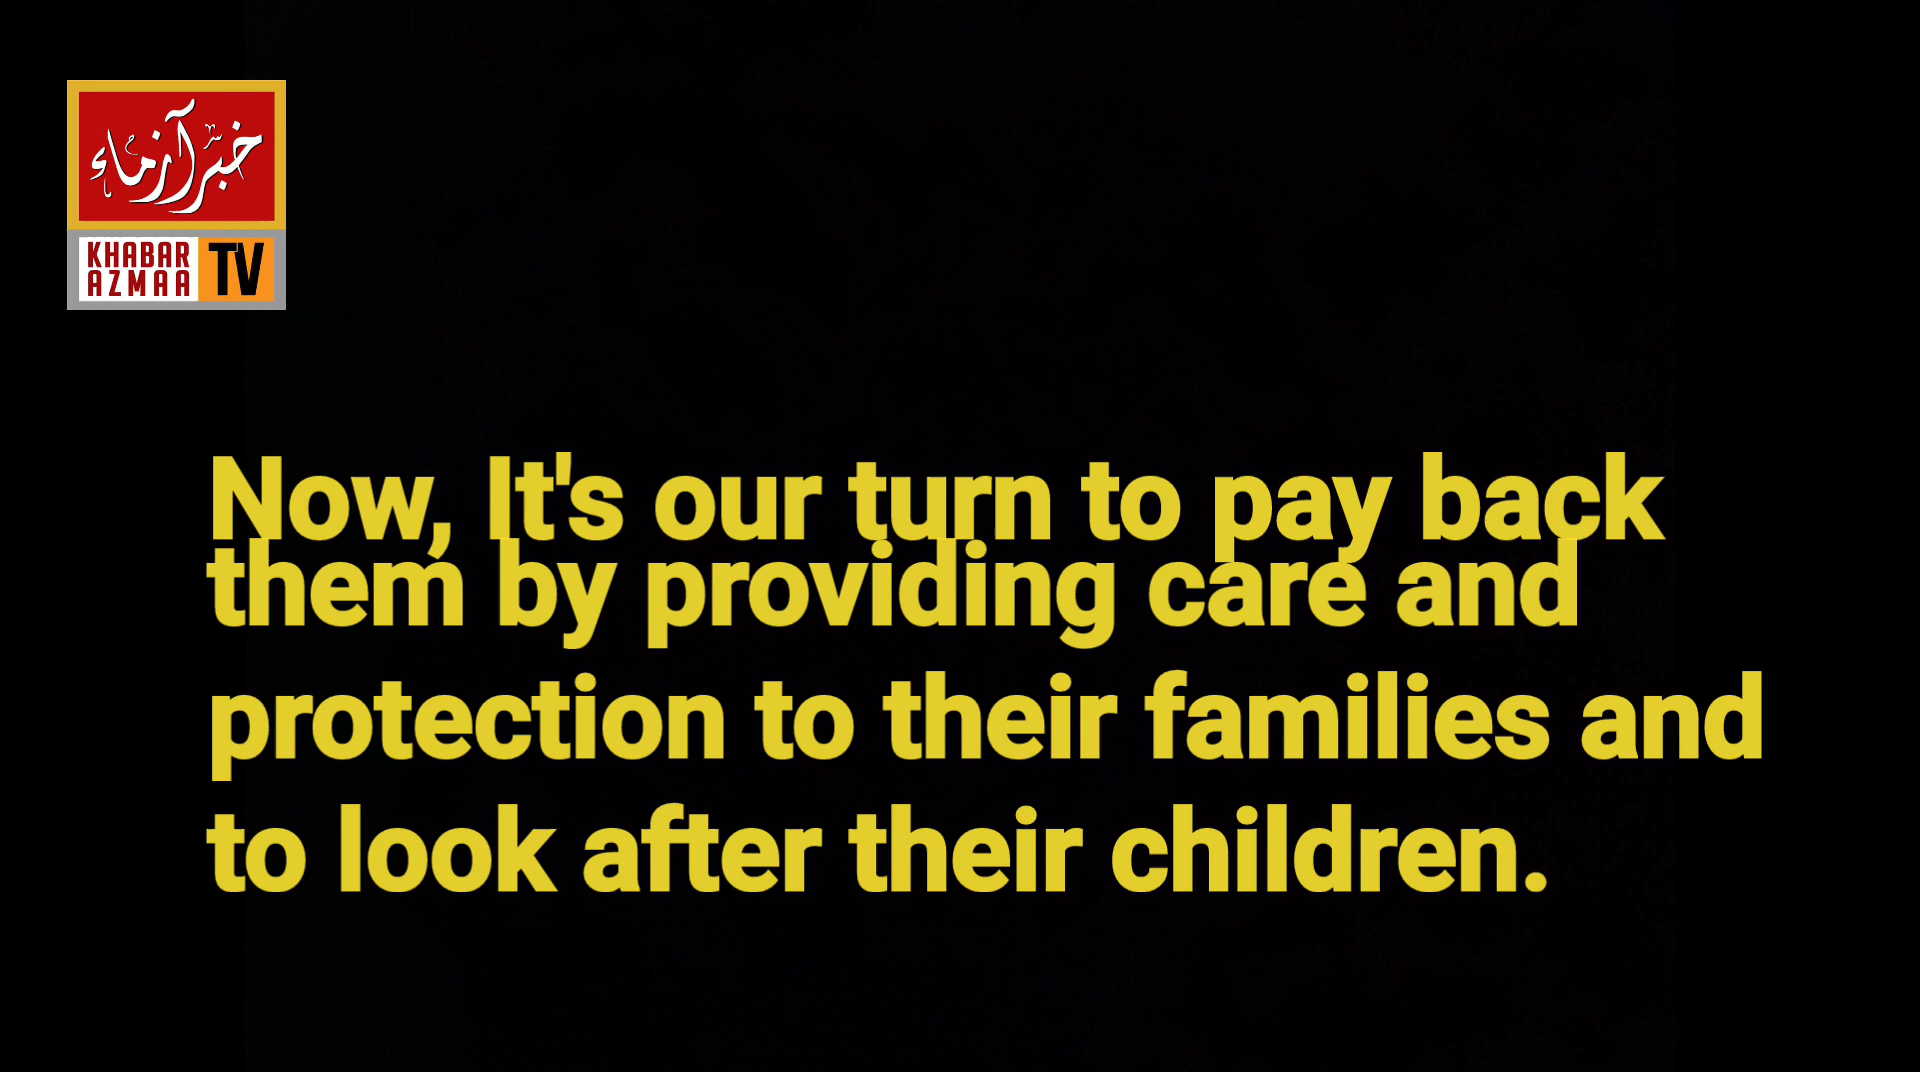 خبر آزماء
KHABAR
AZMAA
TV
Now, It's our turn to pay back
them by providing care and
protection to their families and
to look after their children.